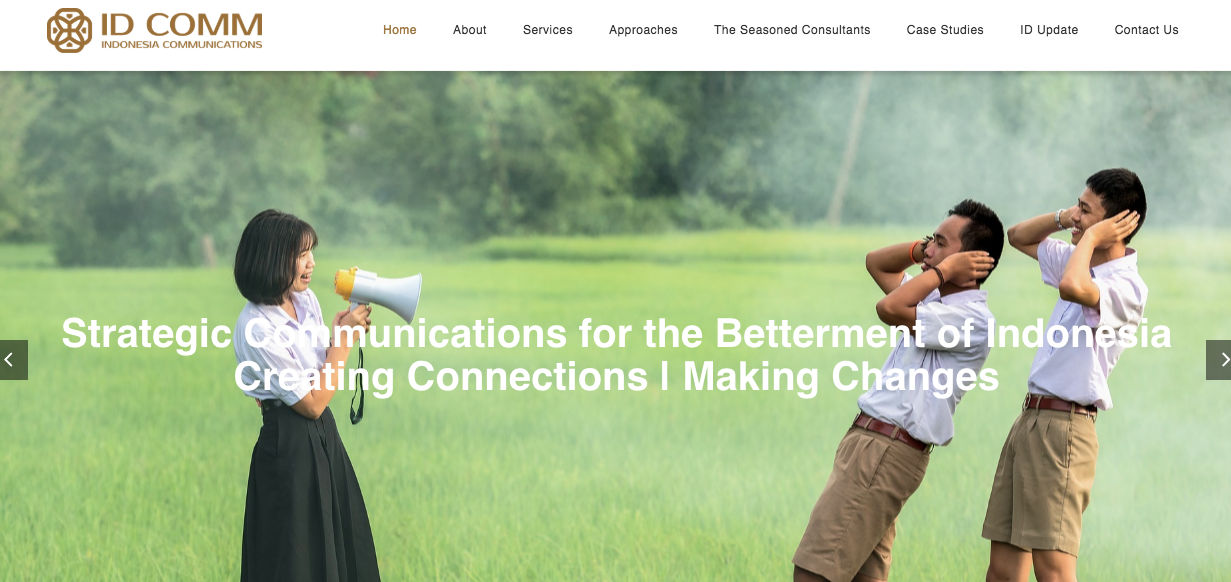 ID COMM
INDONESIA COMMUNICATIONS
Home About Services Approaches The Seasoned Consultants Case Studies ID Update Contact Us
Strategic Communications for the Betterment of Indonesia
Creating Connections | Making Changes